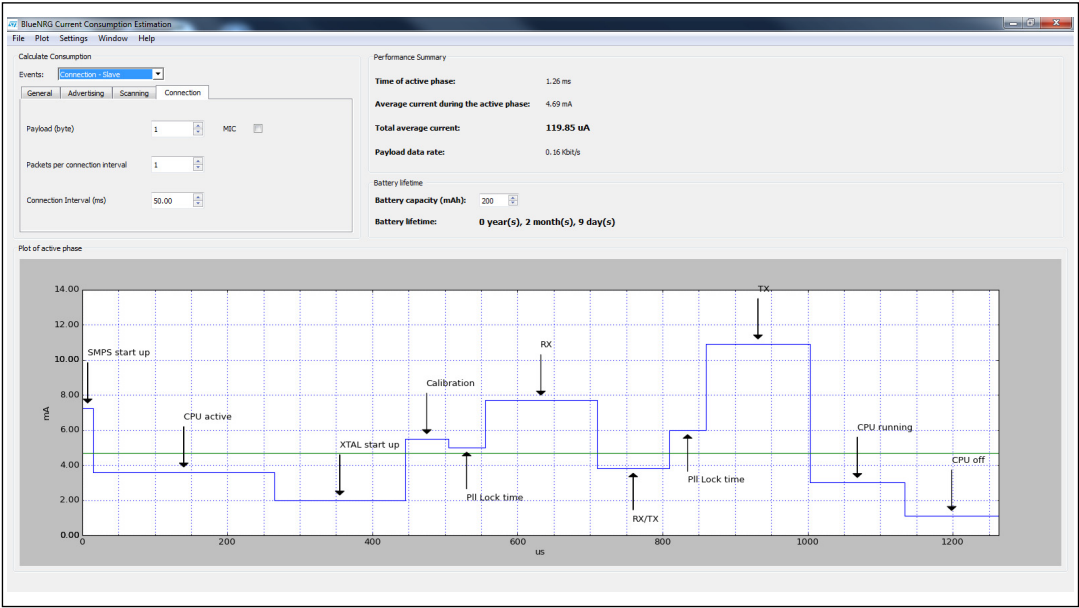 BlueNRG Current Consumption Estimation
File Plot Settings Window Help
Calculate Consumption
Events: Connection - Slave
General Advertising Scanning Connection
Payload (byte) 1 MIC
Packets per connection interval 1
Connection Interval (ms) 50.00
Performance Summary
Time of active phase: 1.26 ms
Average current during the active phase: 4.69 mA
Total average current: 119.85 uA
Payload data rate: 0.16 Kbit/s
Battery lifetime
Battery capacity (mAh): 200
Battery lifetime: 0 year(s), 2 month(s), 9 day(s)
Plot of active phase
14.00
12.00
10.00
8.00
6.00
4.00
2.00
0.00
mA
SMPS start up
CPU active
XTAL start up
Calibration
Pll Lock time
RX
RX/TX
Pll Lock time
TX
CPU running
CPU off
0 200 400 600 800 1000 1200
us